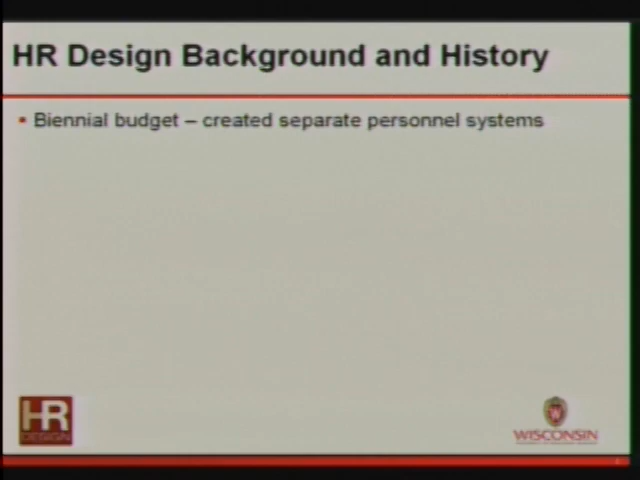 HR Design Background and History
▪ Biennial budget – created separate personnel systems
HR
DESIGN
W
WISCONSIN